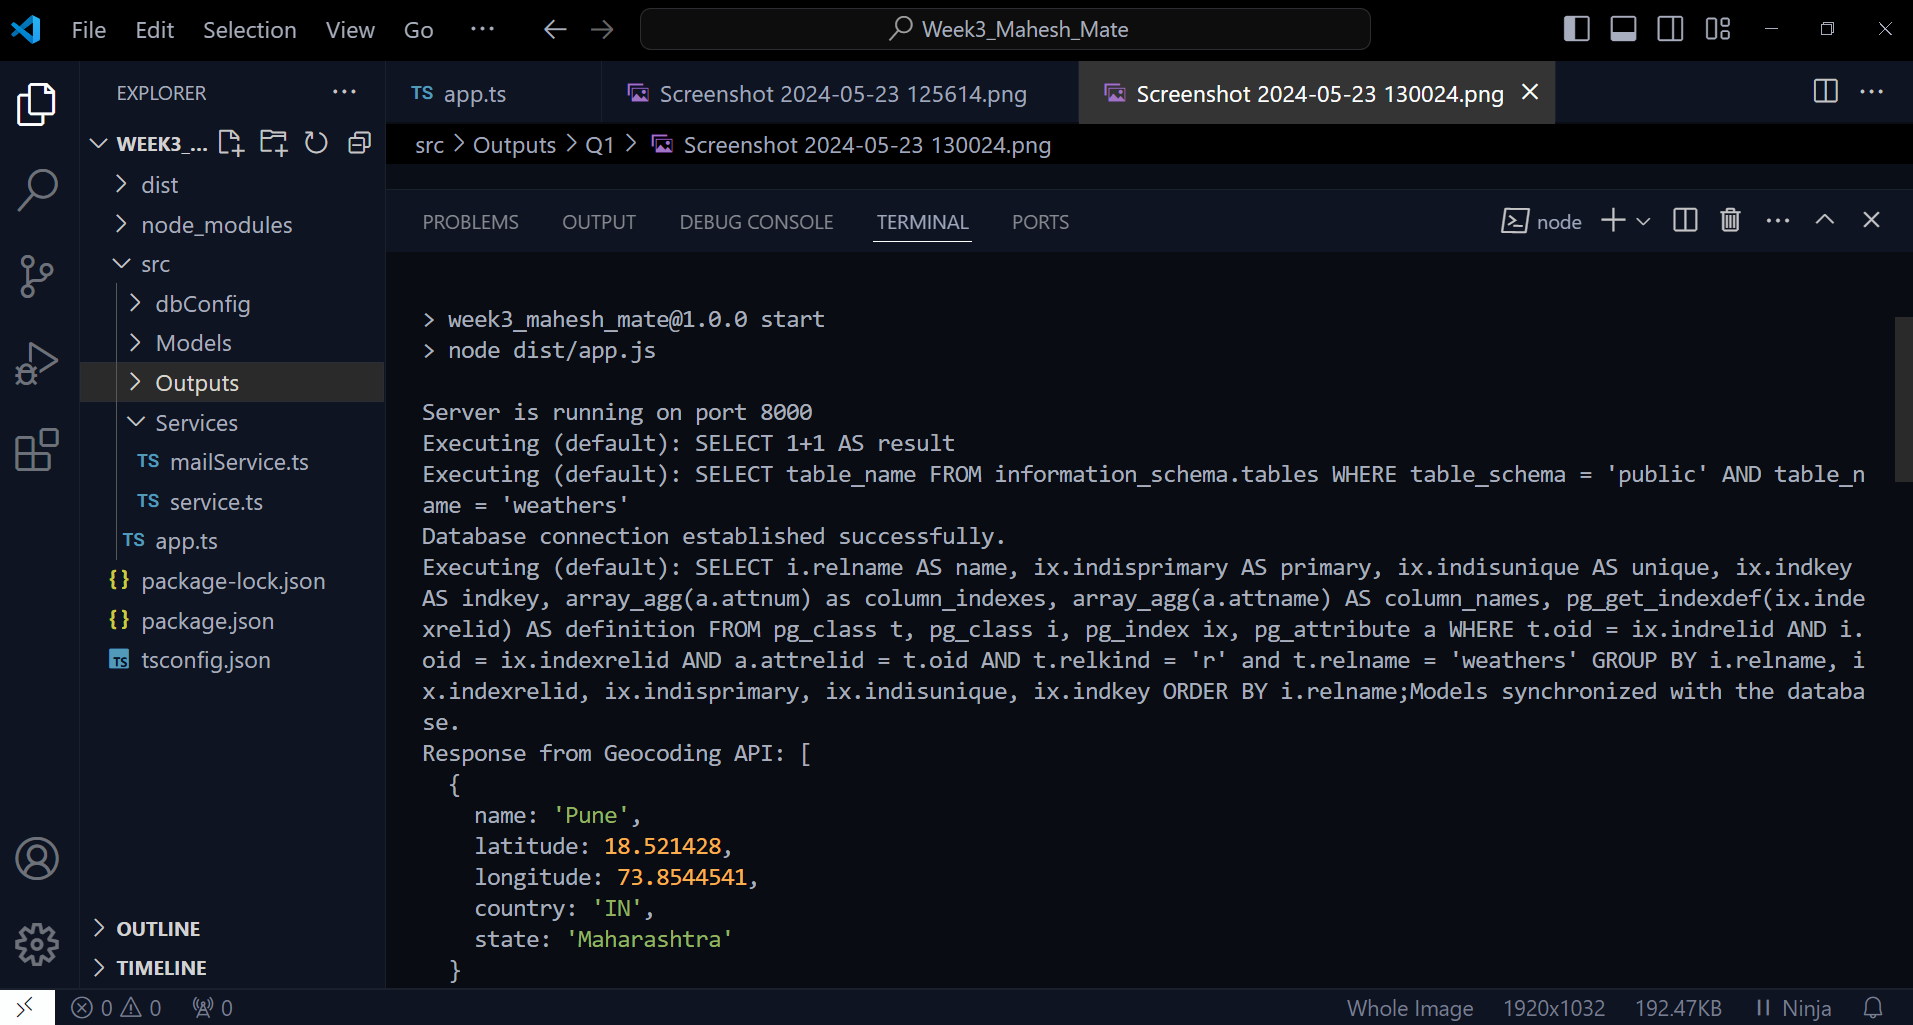 File Edit Selection View Go ··· Week3_Mahesh_Mate
EXPLORER ···
WEEK3_...
dist
node_modules
src
dbConfig
Models
Outputs
Services
TS mailService.ts
TS service.ts
TS app.ts
{} package-lock.json
{} package.json
TS tsconfig.json
OUTLINE
TIMELINE
TS app.ts Screenshot 2024-05-23 125614.png Screenshot 2024-05-23 130024.png
src > Outputs > Q1 > Screenshot 2024-05-23 130024.png
PROBLEMS OUTPUT DEBUG CONSOLE TERMINAL PORTS node
> week3_mahesh_mate@1.0.0 start
> node dist/app.js
Server is running on port 8000
Executing (default): SELECT 1+1 AS result
Executing (default): SELECT table_name FROM information_schema.tables WHERE table_schema = 'public' AND table_n
ame = 'weathers'
Database connection established successfully.
Executing (default): SELECT i.relname AS name, ix.indisprimary AS primary, ix.indisunique AS unique, ix.indkey
AS indkey, array_agg(a.attnum) as column_indexes, array_agg(a.attname) AS column_names, pg_get_indexdef(ix.inde
xrelid) AS definition FROM pg_class t, pg_class i, pg_index ix, pg_attribute a WHERE t.oid = ix.indrelid AND i.
oid = ix.indexrelid AND a.attrelid = t.oid AND t.relkind = 'r' and t.relname = 'weathers' GROUP BY i.relname, i
x.indexrelid, ix.indisprimary, ix.indisunique, ix.indkey ORDER BY i.relname;Models synchronized with the databa
se.
Response from Geocoding API: [
{
name: 'Pune',
latitude: 18.521428,
longitude: 73.8544541,
country: 'IN',
state: 'Maharashtra'
}
0 0 0 Whole Image 1920x1032 192.47KB Ninja